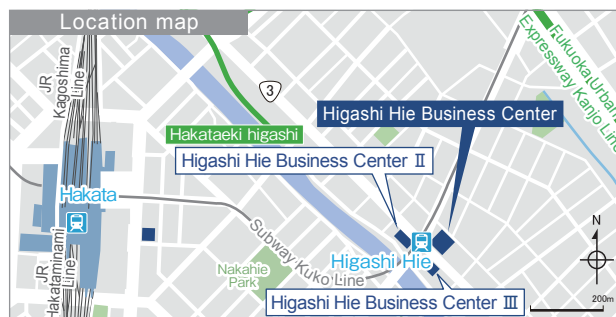 Location map
JR
Kagoshima
Line
3
Fukuoka Urban
Expressway Kanjo Line
Hakataeki higashi
Higashi Hie Business Center
Higashi Hie Business Center Ⅱ
Hakata
Subway Kuko Line
Higashi Hie
Nakahie
Park
JR
Hakataminami
Line
Higashi Hie Business Center Ⅲ
N
200m